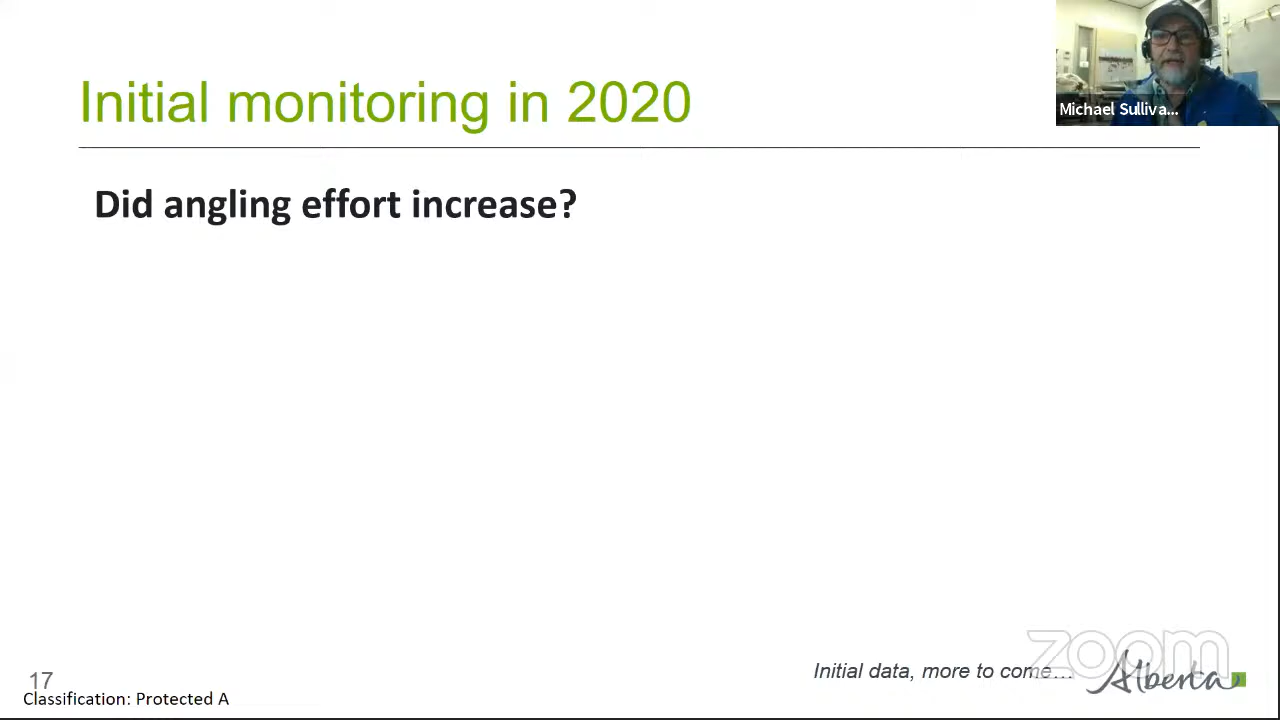 Initial monitoring in 2020
Michael Sulliva...
Did angling effort increase?
zoom
Initial data, more to come...
Alberta
17
Classification: Protected A